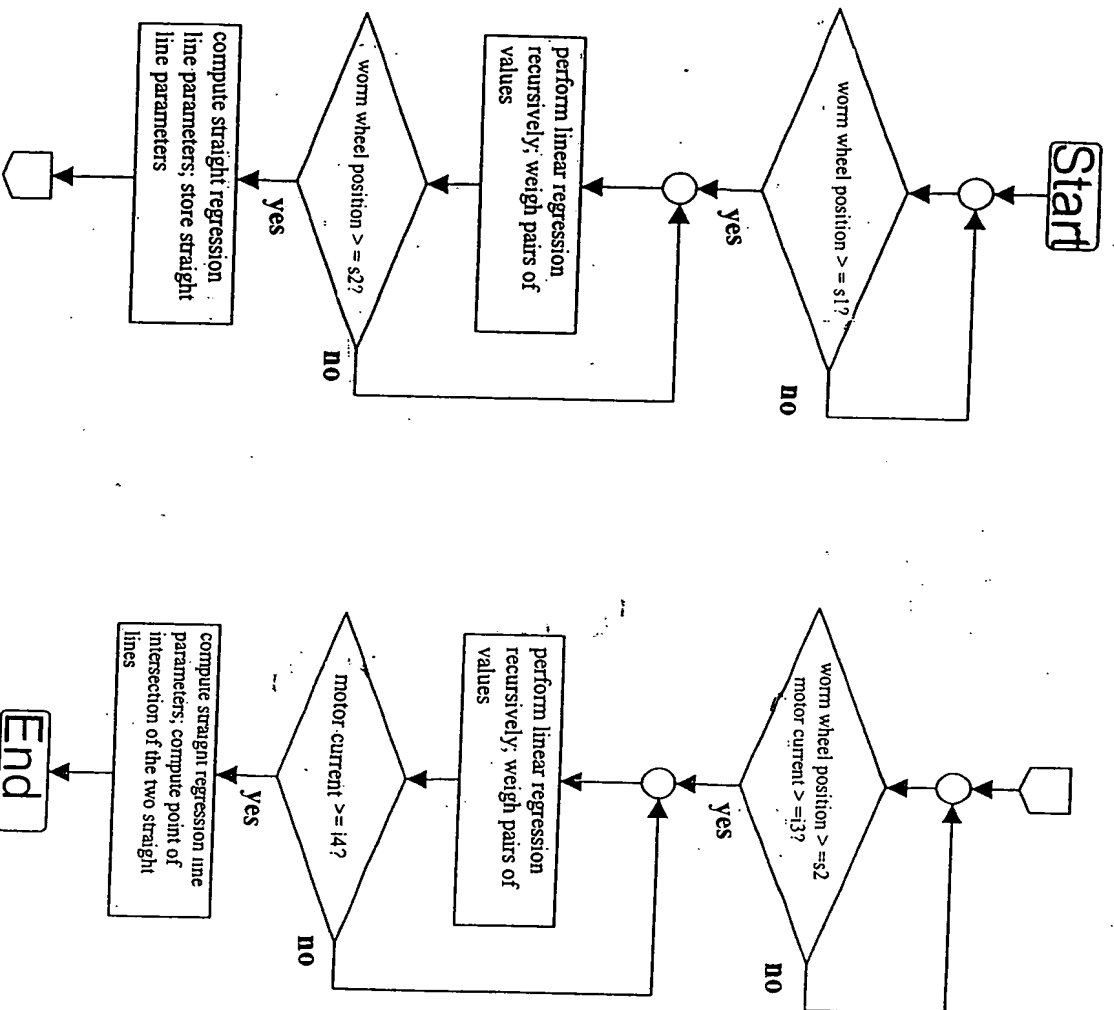 Start
worm wheel position > = s1?
no
yes
perform linear regression
recursively; weigh pairs of
values
worm wheel position > = s2?
no
yes
compute straight regression
line parameters; store straight
line parameters
worm wheel position > =s2
motor current > =i3?
no
yes
perform linear regression
recursively; weigh pairs of
values
motor current > = i4?
no
yes
compute straight regression line
parameters; compute point of
intersection of the two straight
lines
End